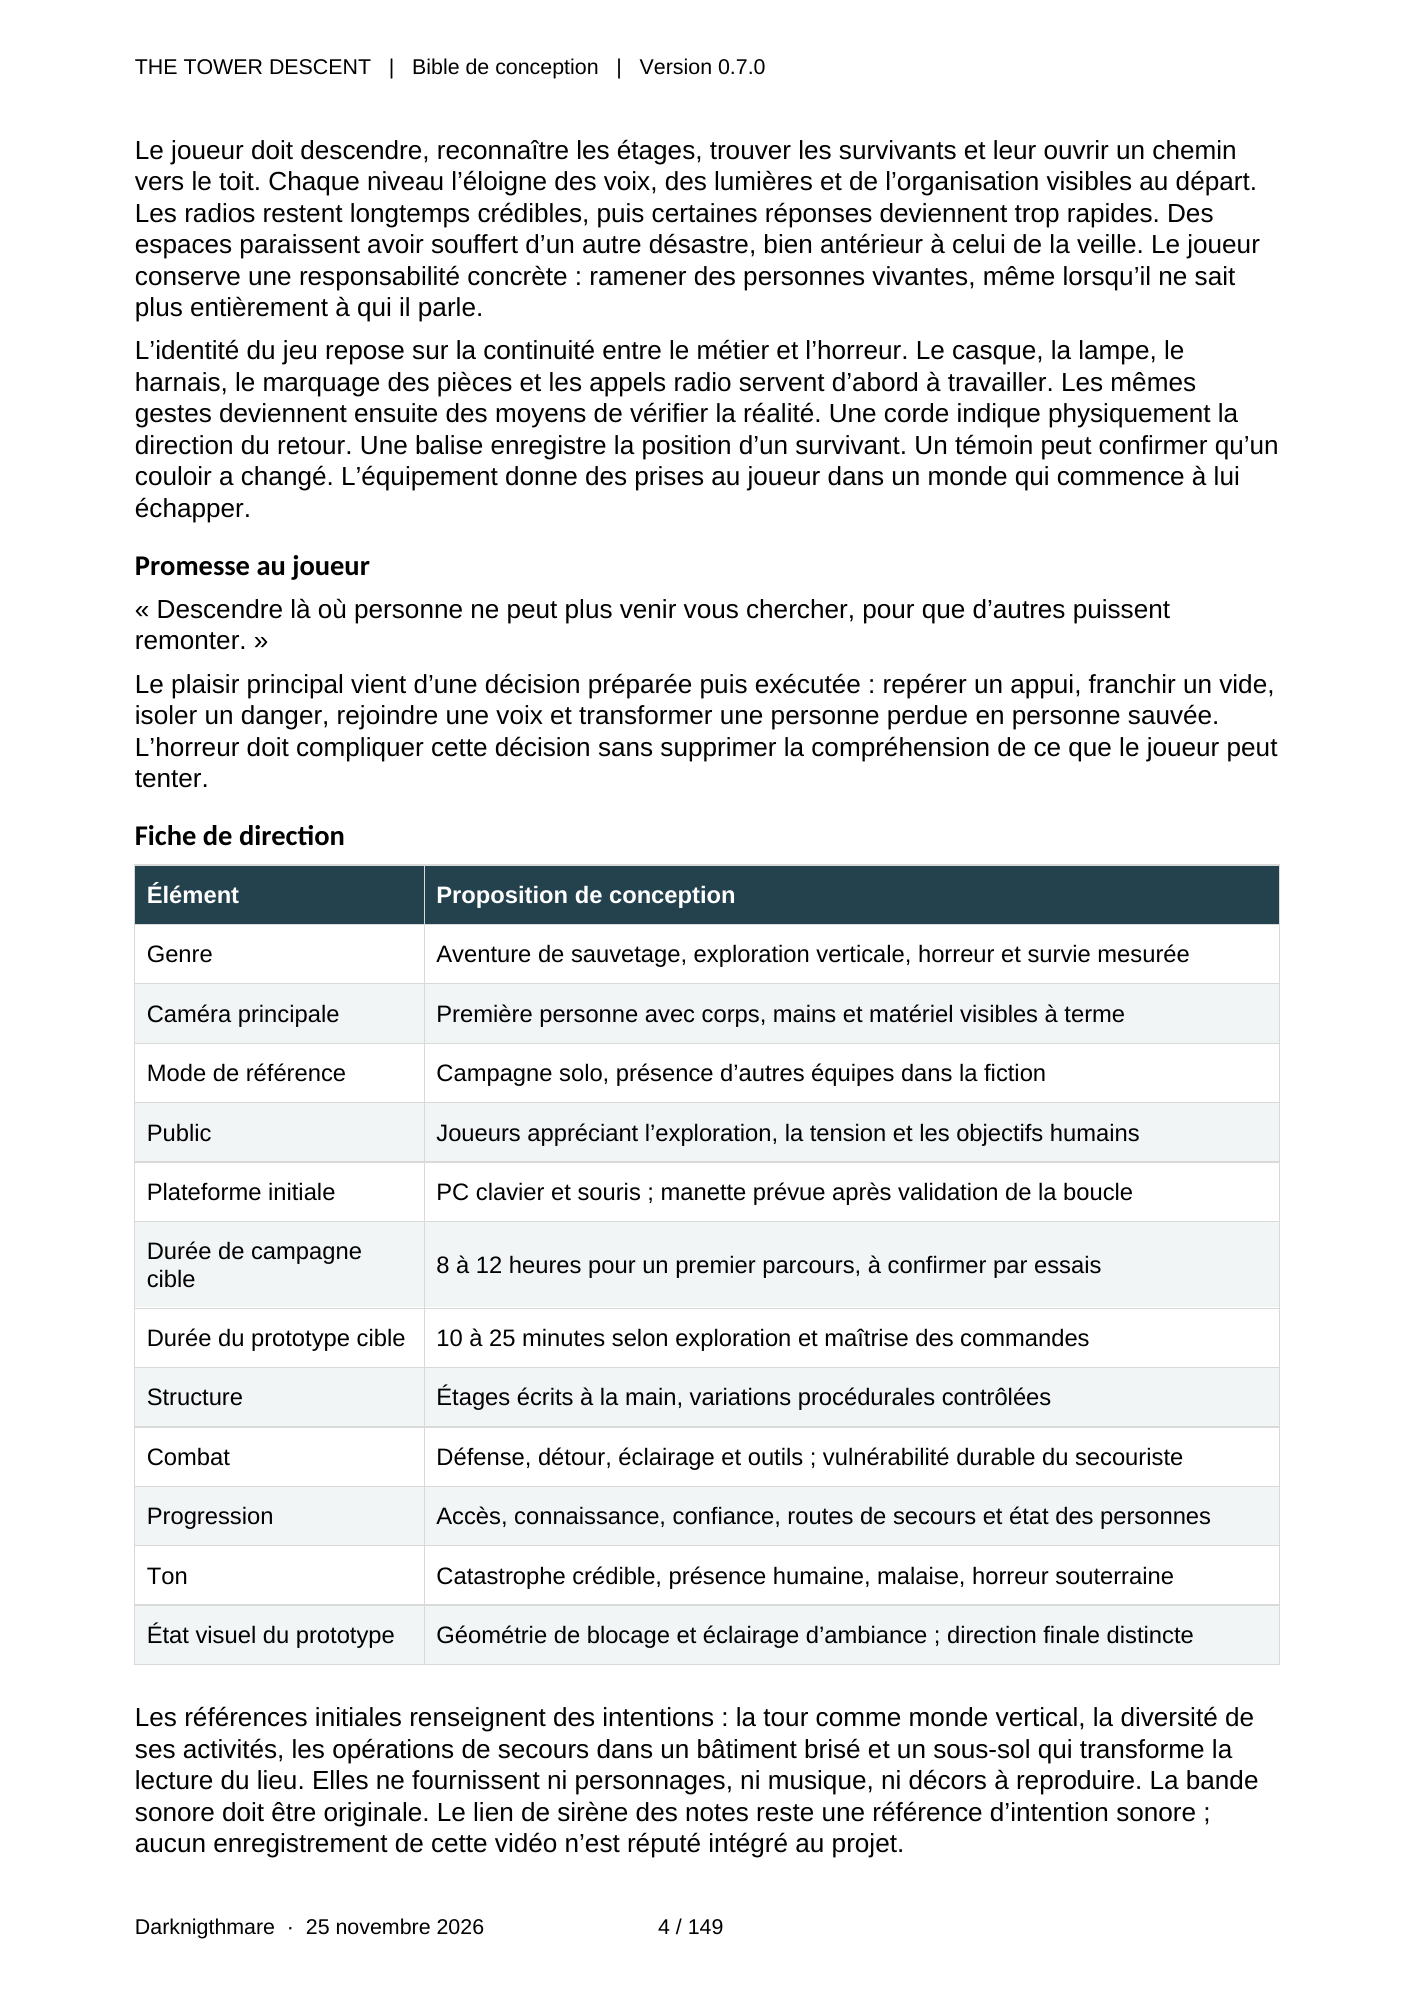 THE TOWER DESCENT | Bible de conception | Version 0.7.0
Le joueur doit descendre, reconnaître les étages, trouver les survivants et leur ouvrir un chemin
vers le toit. Chaque niveau l’éloigne des voix, des lumières et de l’organisation visibles au départ.
Les radios restent longtemps crédibles, puis certaines réponses deviennent trop rapides. Des
espaces paraissent avoir souffert d’un autre désastre, bien antérieur à celui de la veille. Le joueur
conserve une responsabilité concrète : ramener des personnes vivantes, même lorsqu’il ne sait
plus entièrement à qui il parle.
L’identité du jeu repose sur la continuité entre le métier et l’horreur. Le casque, la lampe, le
harnais, le marquage des pièces et les appels radio servent d’abord à travailler. Les mêmes
gestes deviennent ensuite des moyens de vérifier la réalité. Une corde indique physiquement la
direction du retour. Une balise enregistre la position d’un survivant. Un témoin peut confirmer qu’un
couloir a changé. L’équipement donne des prises au joueur dans un monde qui commence à lui
échapper.
Promesse au joueur
« Descendre là où personne ne peut plus venir vous chercher, pour que d’autres puissent
remonter. »
Le plaisir principal vient d’une décision préparée puis exécutée : repérer un appui, franchir un vide,
isoler un danger, rejoindre une voix et transformer une personne perdue en personne sauvée.
L’horreur doit compliquer cette décision sans supprimer la compréhension de ce que le joueur peut
tenter.
Fiche de direction
Élément Proposition de conception
Genre Aventure de sauvetage, exploration verticale, horreur et survie mesurée
Caméra principale Première personne avec corps, mains et matériel visibles à terme
Mode de référence Campagne solo, présence d’autres équipes dans la fiction
Public Joueurs appréciant l’exploration, la tension et les objectifs humains
Plateforme initiale PC clavier et souris ; manette prévue après validation de la boucle
Durée de campagne
cible 8 à 12 heures pour un premier parcours, à confirmer par essais
Durée du prototype cible 10 à 25 minutes selon exploration et maîtrise des commandes
Structure Étages écrits à la main, variations procédurales contrôlées
Combat Défense, détour, éclairage et outils ; vulnérabilité durable du secouriste
Progression Accès, connaissance, confiance, routes de secours et état des personnes
Ton Catastrophe crédible, présence humaine, malaise, horreur souterraine
État visuel du prototype Géométrie de blocage et éclairage d’ambiance ; direction finale distincte
Les références initiales renseignent des intentions : la tour comme monde vertical, la diversité de
ses activités, les opérations de secours dans un bâtiment brisé et un sous-sol qui transforme la
lecture du lieu. Elles ne fournissent ni personnages, ni musique, ni décors à reproduire. La bande
sonore doit être originale. Le lien de sirène des notes reste une référence d’intention sonore ;
aucun enregistrement de cette vidéo n’est réputé intégré au projet.
Darknigthmare · 25 novembre 2026 4 / 149